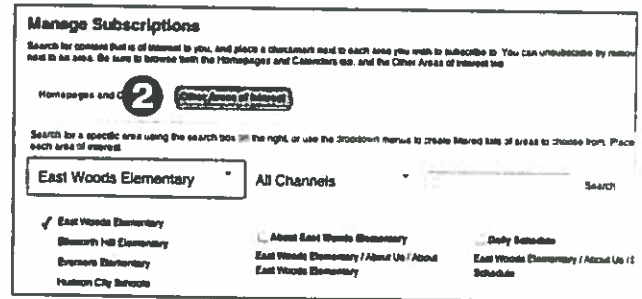 Manage Subscriptions
Search for content that is of interest to you, and place a checkmark next to each area you wish to subscribe to. You can unsubscribe by remov
next to an area. Be sure to browse both the Homepages and Calendars tab, and the Other Areas of Interest tab
Homepages and C 2 Other Areas of Interest
Search for a specific area using the search box on the right, or use the dropdown menus to create filtered lists of areas to choose from. Place
each area of interest
East Woods Elementary All Channels Search
✓ East Woods Elementary
Ellsworth Hill Elementary
Evamere Elementary
Hudson City Schools
About East Woods Elementary
East Woods Elementary / About Us / About
East Woods Elementary
Daily Schedule
East Woods Elementary / About Us / S
Schedule